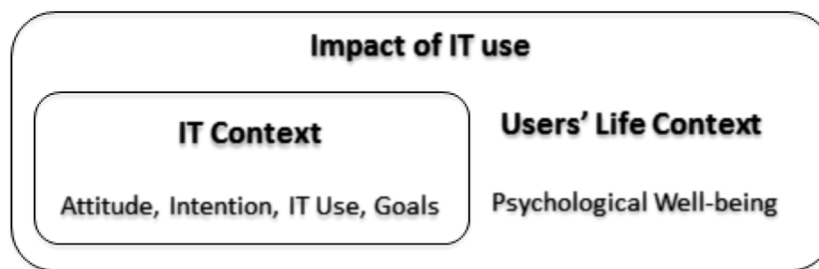 Impact of IT use
IT Context
Attitude, Intention, IT Use, Goals
Users' Life Context
Psychological Well-being